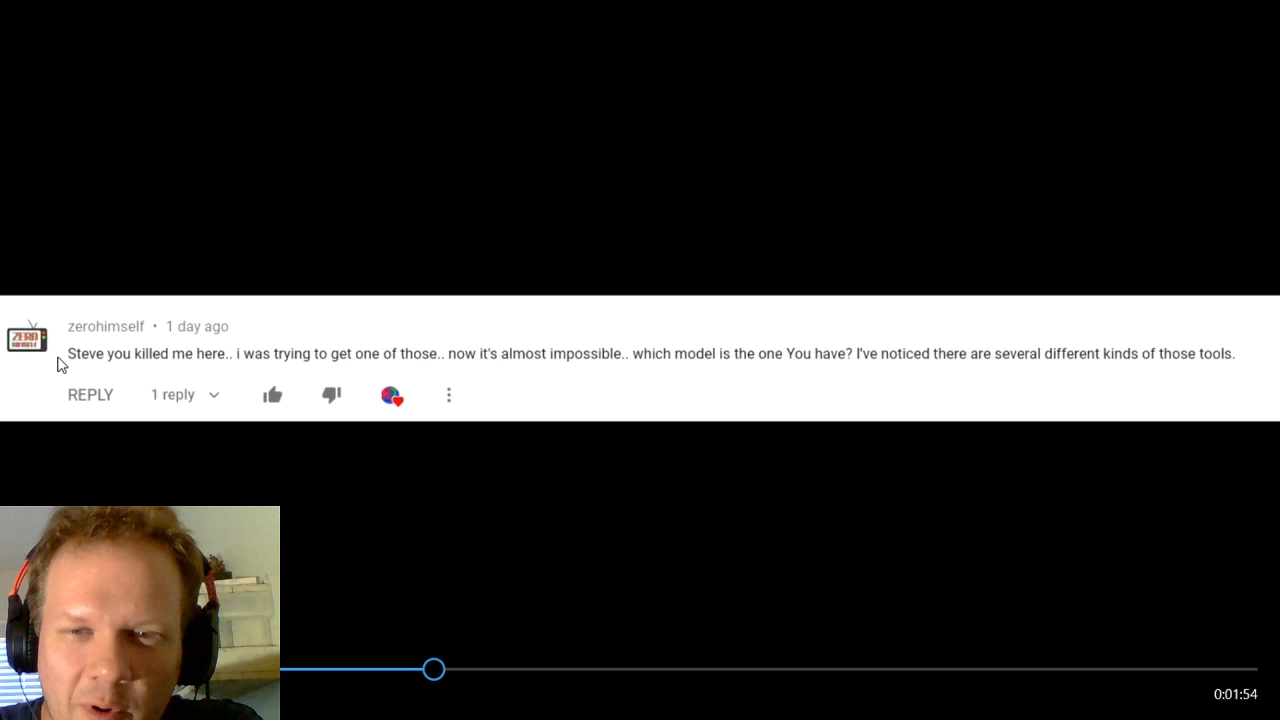 ZERO
zerohimself • 1 day ago
Steve you killed me here.. i was trying to get one of those.. now it's almost impossible.. which model is the one You have? I've noticed there are several different kinds of those tools.
REPLY 1 reply
0:01:54